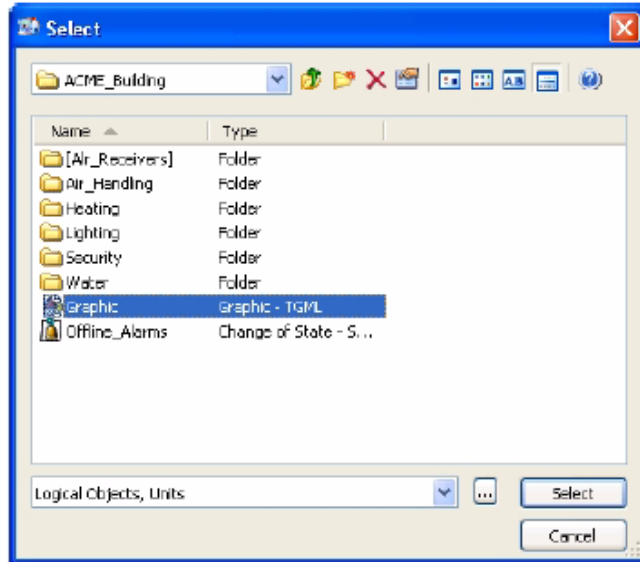 Select
ACME_Building
Name Type
[Air_Receivers] Folder
Air_Handling Folder
Heating Folder
Lighting Folder
Security Folder
Water Folder
Graphic Graphic - TGML
Offline_Alarms Change of State - S...
Logical Objects, Units ... Select
Cancel